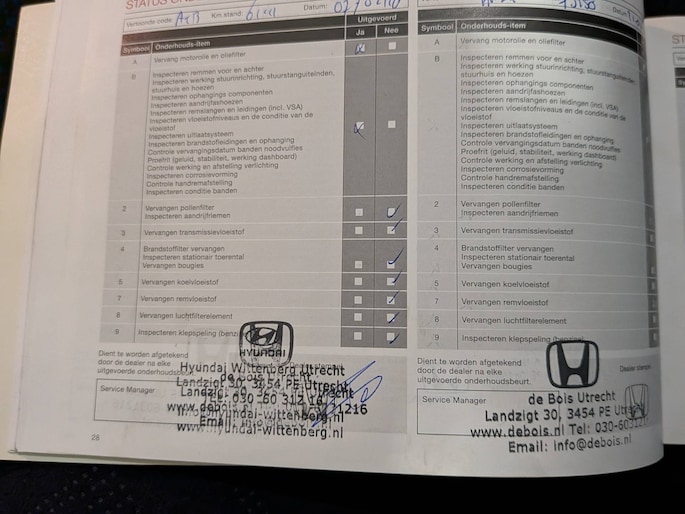 STATUS
Verkoonde code A+B Km.stand Datum:
Uitgevoerd
Symbool Onderhouds-item Ja Nee
A Vervang motorolie en oliefilter
B Inspecteren remmen voor en achter
Inspecteren werking stuurinrichting, stuurstangeinden,
stuurhuis en hoezen
Inspecteren ophangings componenten
Inspecteren aandrijfashoezen
Inspecteren remslangen en leidingen (incl. VSA)
Inspecteren vloeistofniveaus en de conditie van de
vloeistof
Inspecteren uitlaatsysteem
Inspecteren brandstofleidingen en ophanging
Controle vervangingsdatum banden noodvulfles
Proefrit (geluid, stabiliteit, werking dashboard)
Controle werking en afstelling verlichting
Inspecteren corrosievorming
Controle handremafstelling
Inspecteren conditie banden
2 Vervangen pollenfilter
Inspecteren aandrijfriemen
3 Vervangen transmissievloeistof
4 Brandstoffilter vervangen
Inspecteren stationair toerental
Vervangen bougies
5 Vervangen koelvloeistof
7 Vervangen remvloeistof
8 Vervangen luchtfilterelement
9 Inspecteren klepspeling
HYUNDAI
Dient te worden afgetekend
door de dealer na elke
uitgevoerde onderhoudsbeurt.
Hyundai Wittenberg Utrecht
Landzigt 30, 3454 PE Utrecht
Service Manager
1216
www.hyundai-wittenberg.nl
28
Datum
Symbool Onderhouds-item
A Vervang motorolie en oliefilter
B Inspecteren remmen voor en achter
Inspecteren werking stuurinrichting, stuurstangeinden,
stuurhuis en hoezen
Inspecteren ophangings componenten
Inspecteren aandrijfashoezen
Inspecteren remslangen en leidingen (incl. VSA)
Inspecteren vloeistofniveaus en de conditie van de
vloeistof
Inspecteren uitlaatsysteem
Inspecteren brandstofleidingen en ophanging
Controle vervangingsdatum banden noodvulfles
Proefrit (geluid, stabiliteit, werking dashboard)
Controle werking en afstelling verlichting
Inspecteren corrosievorming
Controle handremafstelling
Inspecteren conditie banden
2 Vervangen pollenfilter
Inspecteren aandrijfriemen
3 Vervangen transmissievloeistof
4 Brandstoffilter vervangen
Inspecteren stationair toerental
Vervangen bougies
5 Vervangen koelvloeistof
7 Vervangen remvloeistof
8 Vervangen luchtfilterelement
9 Inspecteren klepspeling
Dient te worden afgetekend
door de dealer na elke
uitgevoerde onderhoudsbeurt.
Dealer stempel
Service Manager
de Bois Utrecht
Landzigt 30, 3454 PE
www.debois.nl Tel:
Email: info@debois.nl